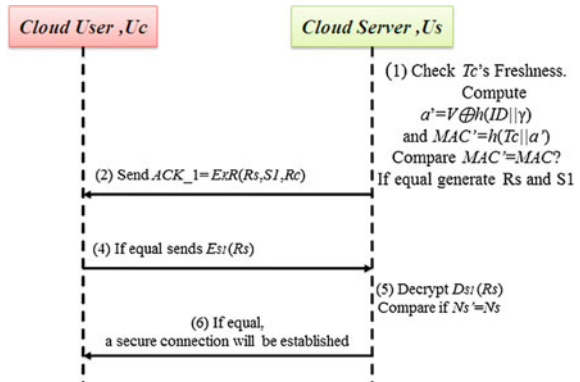 Cloud User ,Uc
Cloud Server ,Us
(1) Check Tc's Freshness.
Compute
a'=V⊕h(ID||γ)
and MAC'=h(Tc||a')
Compare MAC'=MAC?
If equal generate Rs and S1
(2) Send ACK_1=ExR(Rs,S1,Rc)
(4) If equal sends Es1(Rs)
(5) Decrypt Ds1(Rs)
Compare if Ns'=Ns
(6) If equal,
a secure connection will be established